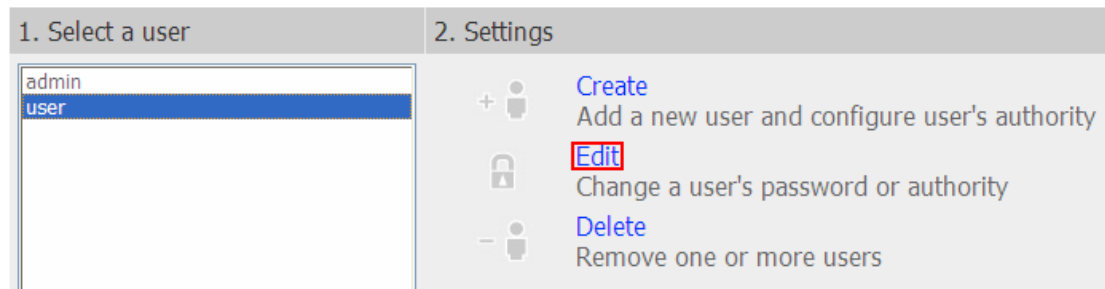 1. Select a user
2. Settings
admin
user
Create
Add a new user and configure user's authority
Edit
Change a user's password or authority
Delete
Remove one or more users